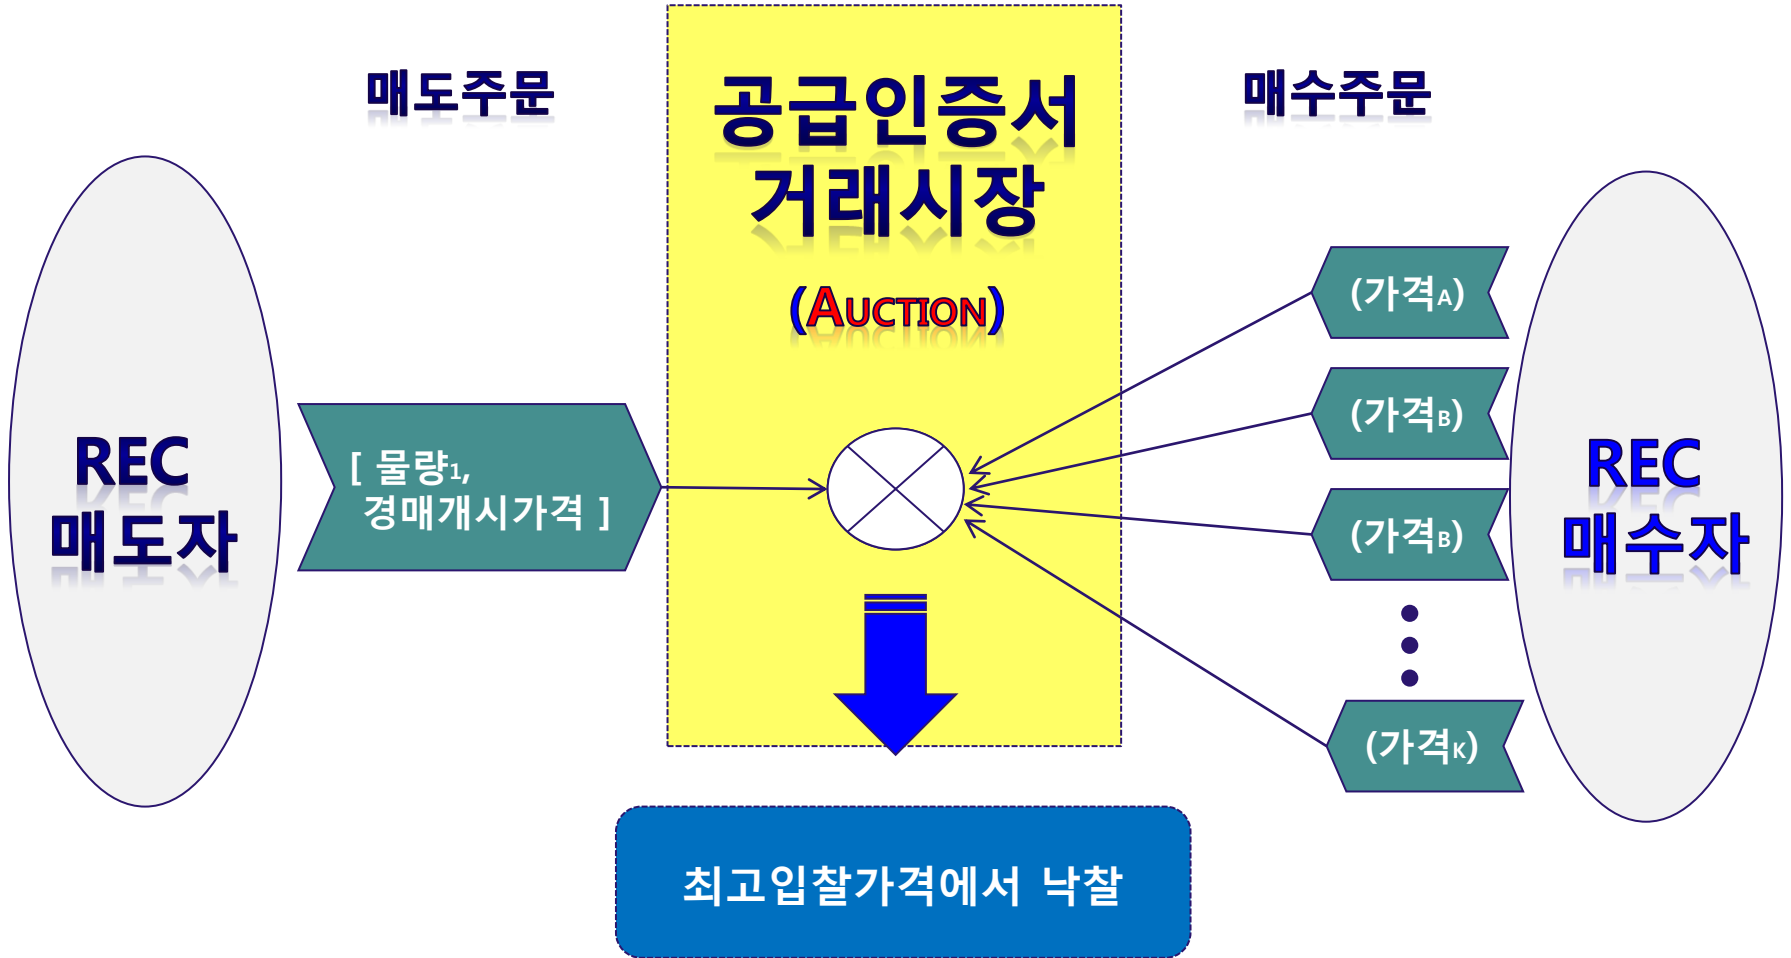 매도주문
공급인증서
거래시장
(AUCTION)
매수주문
REC
매도자
[ 물량1,
경매개시가격 ]
(가격A)
(가격B)
(가격B)
(가격K)
REC
매수자
최고입찰가격에서 낙찰